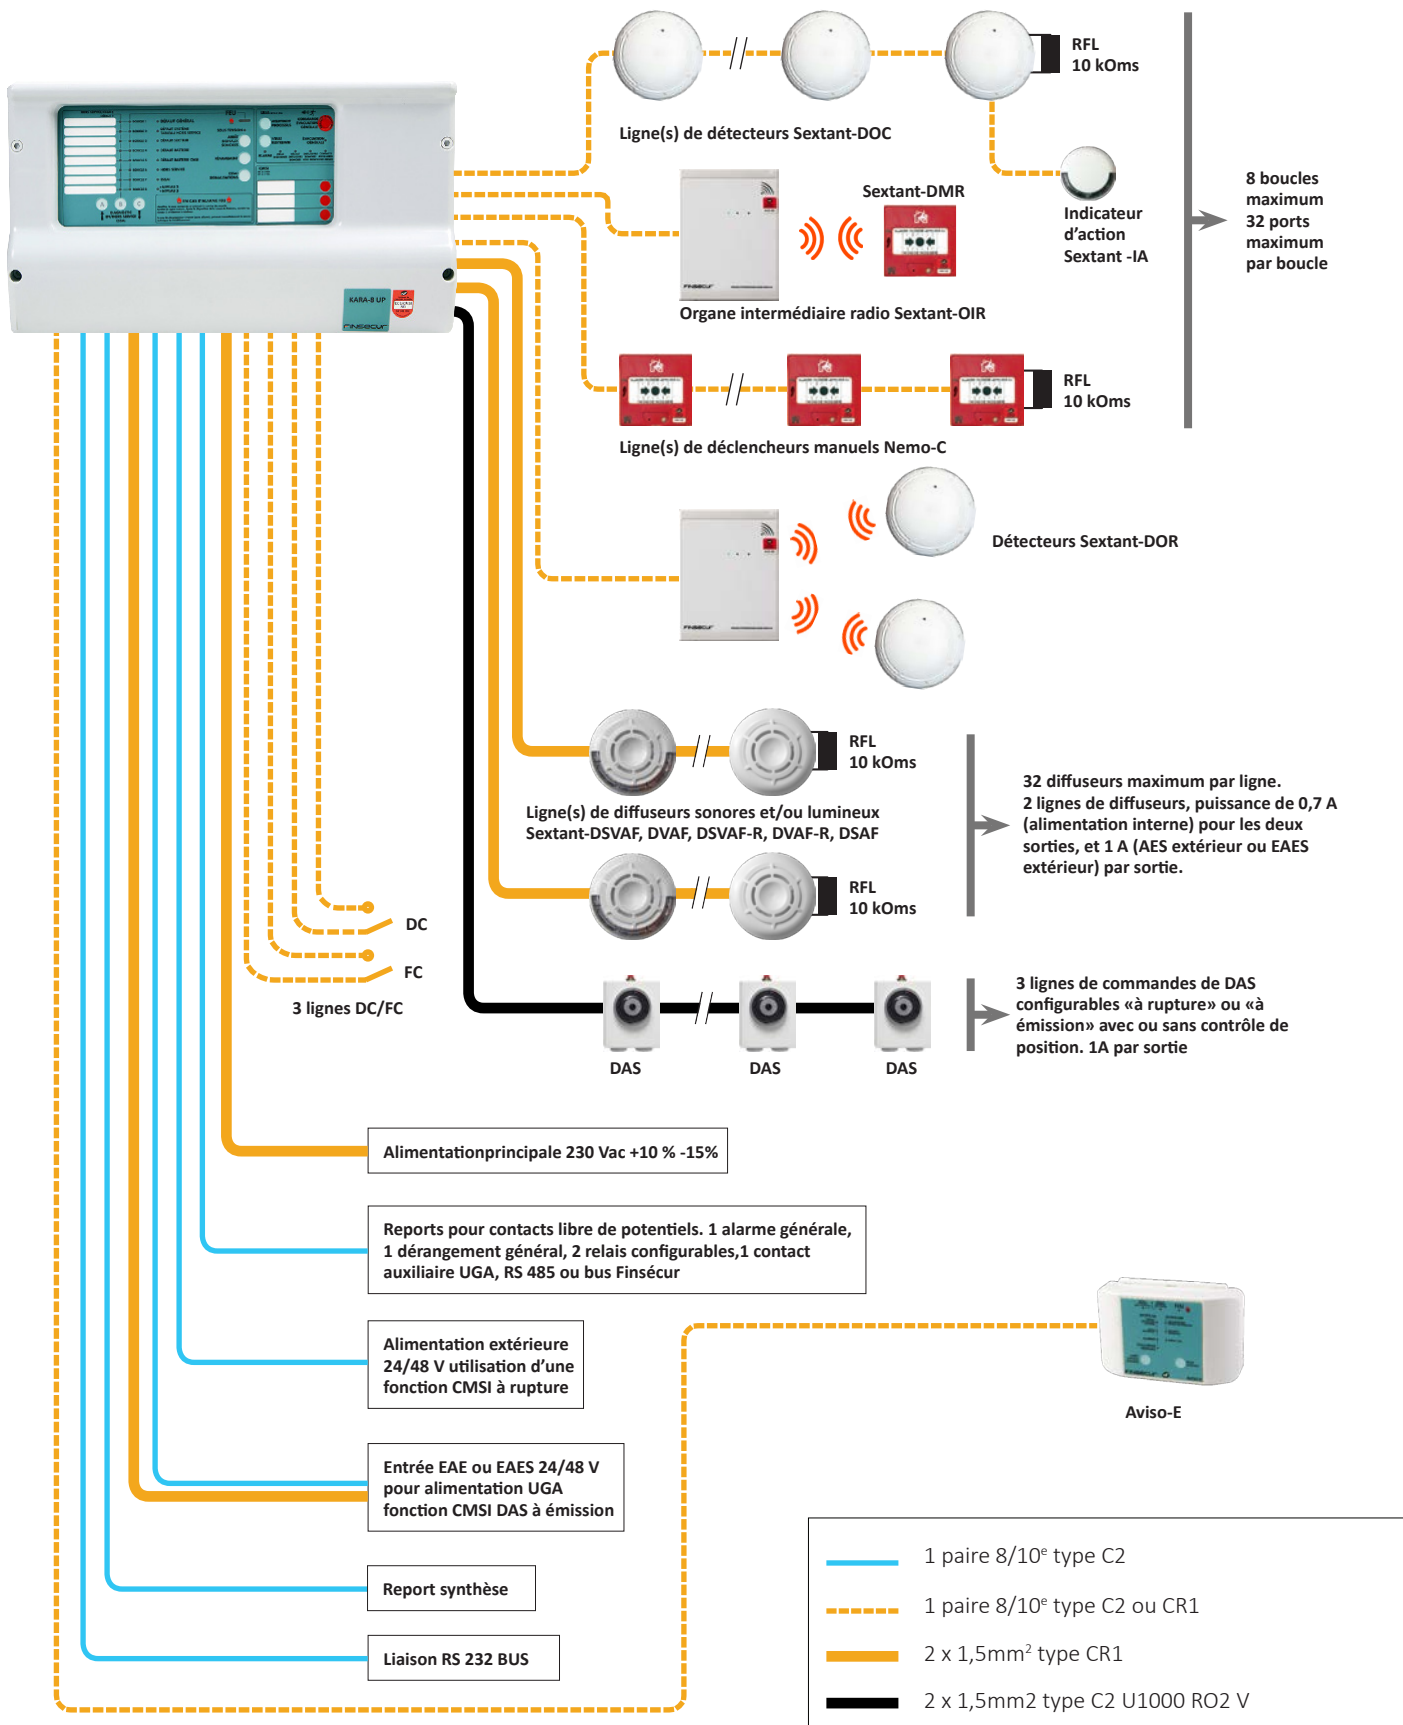 RFL
10 kOms
Ligne(s) de détecteurs Sextant-DOC
Sextant-DMR
Indicateur
d'action
Sextant -IA
8 boucles
maximum
32 ports
maximum
par boucle
KARA-8 UP
FINSECUR
FINSECUR
Organe intermédiaire radio Sextant-OIR
RFL
10 kOms
Ligne(s) de déclencheurs manuels Nemo-C
Détecteurs Sextant-DOR
FINSECUR
RFL
10 kOms
Ligne(s) de diffuseurs sonores et/ou lumineux
Sextant-DSVAF, DVAF, DSVAF-R, DVAF-R, DSAF
32 diffuseurs maximum par ligne.
2 lignes de diffuseurs, puissance de 0,7 A
(alimentation interne) pour les deux
sorties, et 1 A (AES extérieur ou EAES
extérieur) par sortie.
RFL
10 kOms
DC
FC
3 lignes DC/FC
DAS
DAS
DAS
3 lignes de commandes de DAS
configurables «à rupture» ou «à
émission» avec ou sans contrôle de
position. 1A par sortie
Alimentationprincipale 230 Vac +10 % -15%
Reports pour contacts libre de potentiels. 1 alarme générale,
1 dérangement général, 2 relais configurables,1 contact
auxiliaire UGA, RS 485 ou bus Finsécur
Alimentation extérieure
24/48 V utilisation d'une
fonction CMSI à rupture
Aviso-E
Entrée EAE ou EAES 24/48 V
pour alimentation UGA
fonction CMSI DAS à émission
Report synthèse
Liaison RS 232 BUS
1 paire 8/10e type C2
1 paire 8/10e type C2 ou CR1
2 x 1,5mm² type CR1
2 x 1,5mm2 type C2 U1000 RO2 V